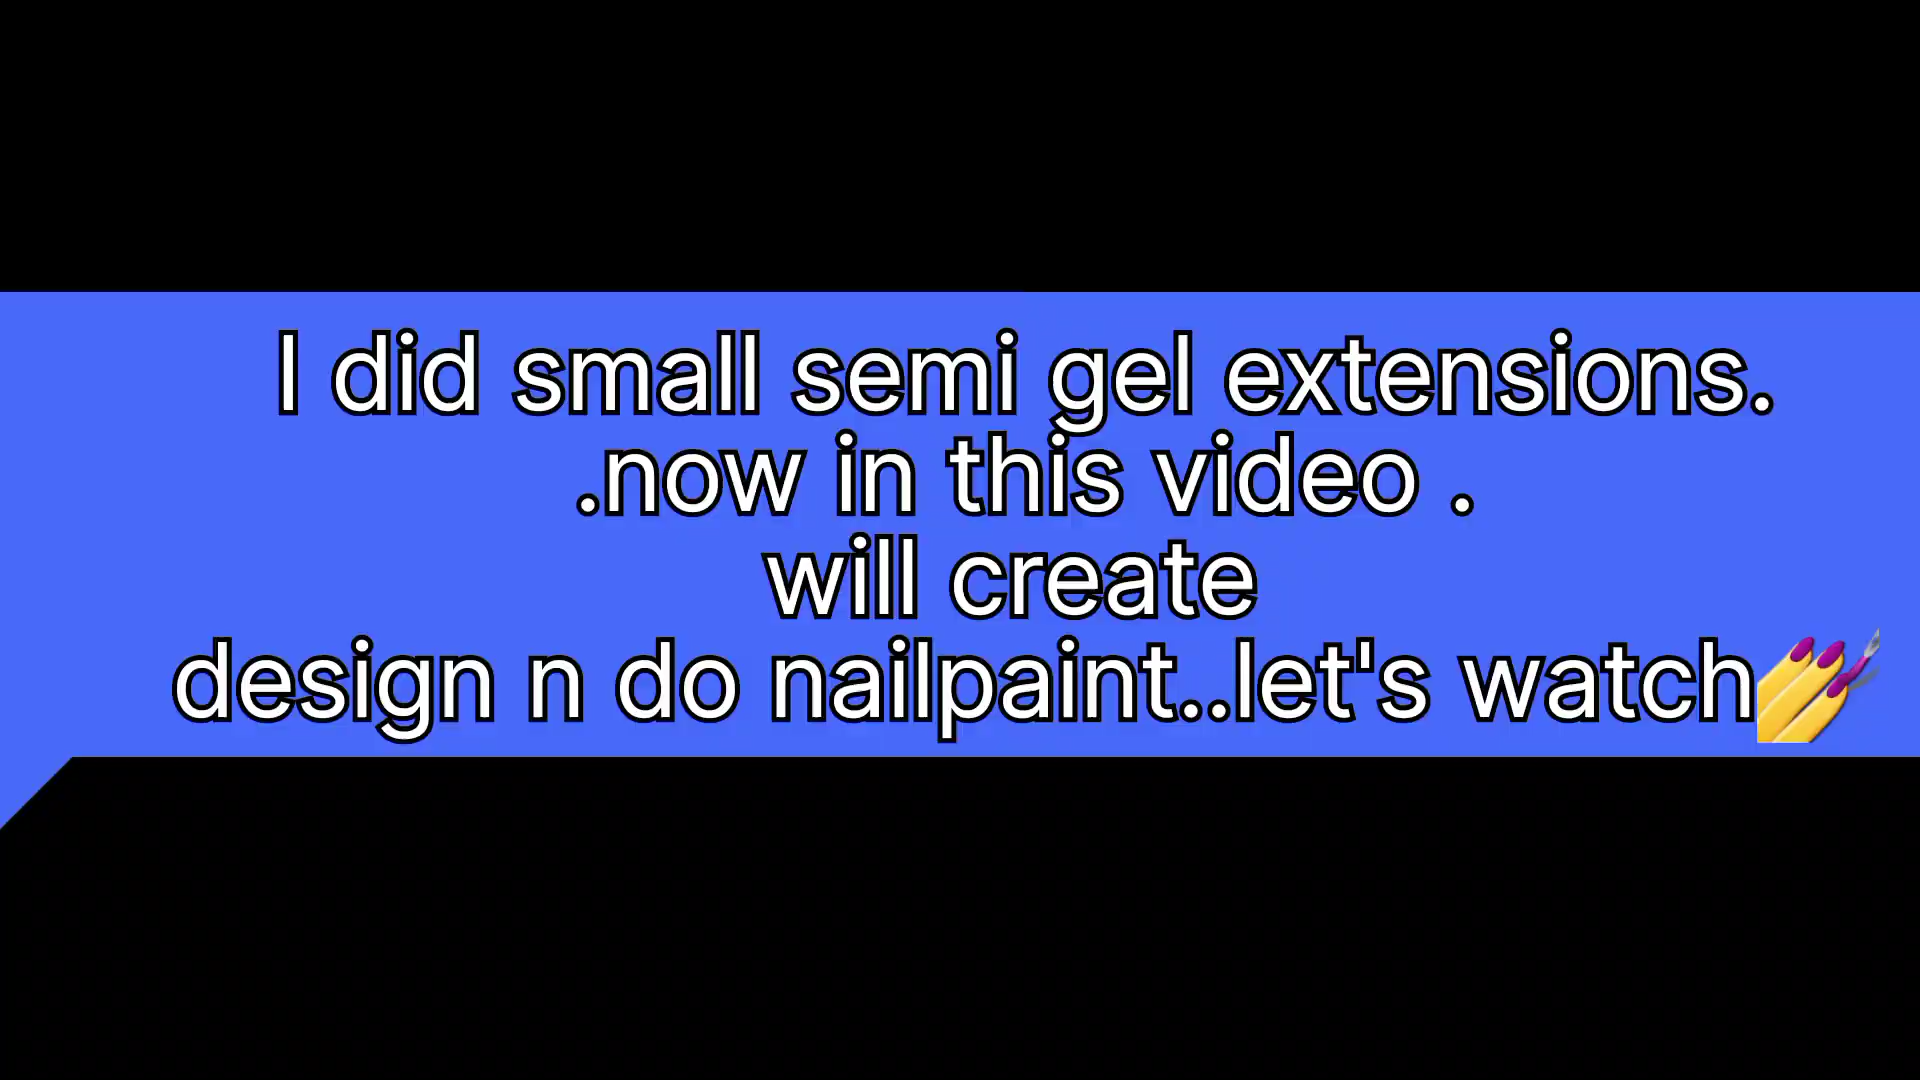 I did small semi gel extensions.
.now in this video .
will create
design n do nailpaint..let's watch💅